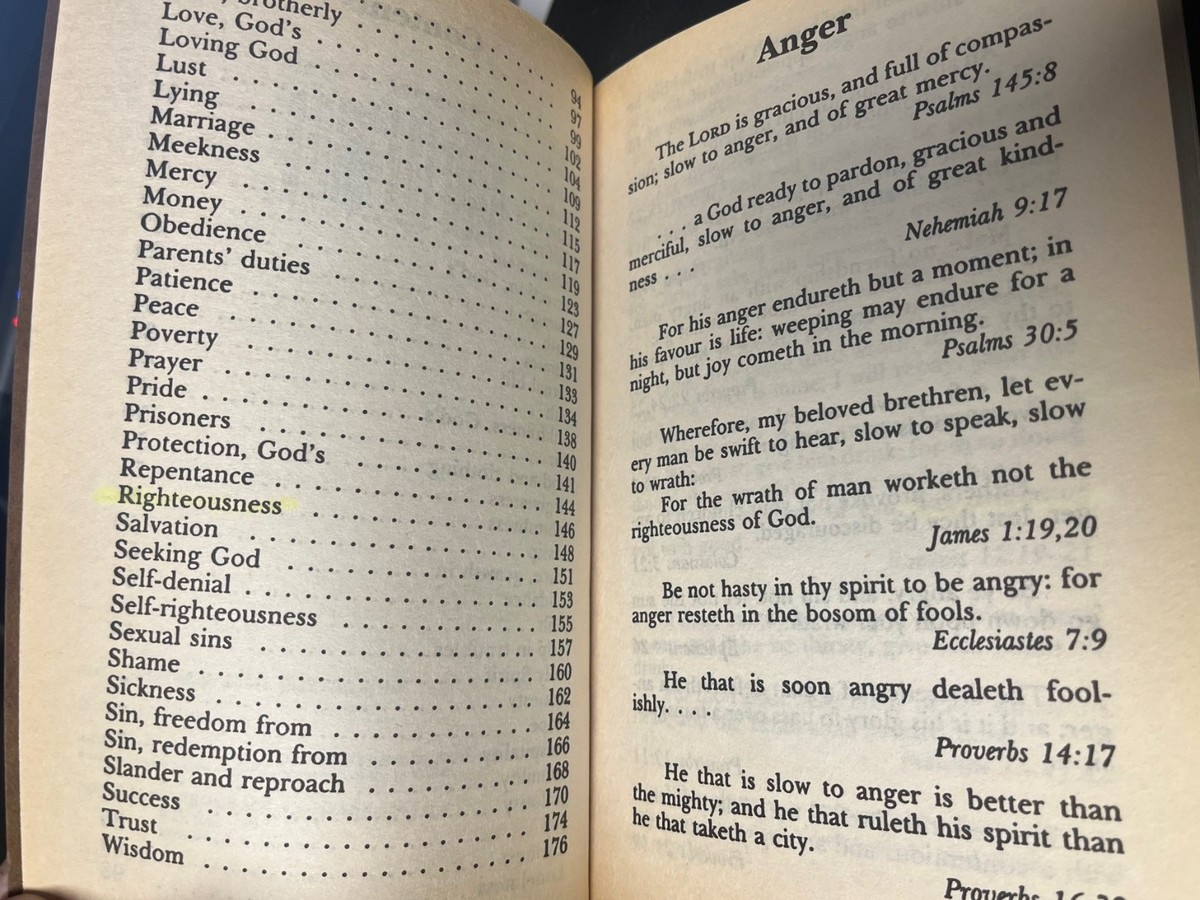 94
brotherly 97
Love, God's 99
Loving God 102
Lust 104
Lying 109
Marriage 112
Meekness 115
Mercy 117
Money 119
Obedience 123
Parents' duties 127
Patience 129
Peace 131
Poverty 133
Prayer 134
Pride 138
Prisoners 140
Protection, God's 141
Repentance 144
Righteousness 146
Salvation 148
Seeking God 151
Self-denial 153
Self-righteousness 155
Sexual sins 157
Shame 160
Sickness 162
Sin, freedom from 164
Sin, redemption from 166
Slander and reproach 168
Success 170
Trust 174
Wisdom 176
Anger
The LORD is gracious, and full of compas-
sion; slow to anger, and of great mercy.
Psalms 145:8
. . . a God ready to pardon, gracious and
merciful, slow to anger, and of great kind-
ness . . .
Nehemiah 9:17
For his anger endureth but a moment; in
his favour is life: weeping may endure for a
night, but joy cometh in the morning.
Psalms 30:5
Wherefore, my beloved brethren, let ev-
ery man be swift to hear, slow to speak, slow
to wrath:
For the wrath of man worketh not the
righteousness of God.
James 1:19,20
Be not hasty in thy spirit to be angry: for
anger resteth in the bosom of fools.
Ecclesiastes 7:9
He that is soon angry dealeth fool-
ishly. . . .
Proverbs 14:17
He that is slow to anger is better than
the mighty; and he that ruleth his spirit than
he that taketh a city.
Proverbs